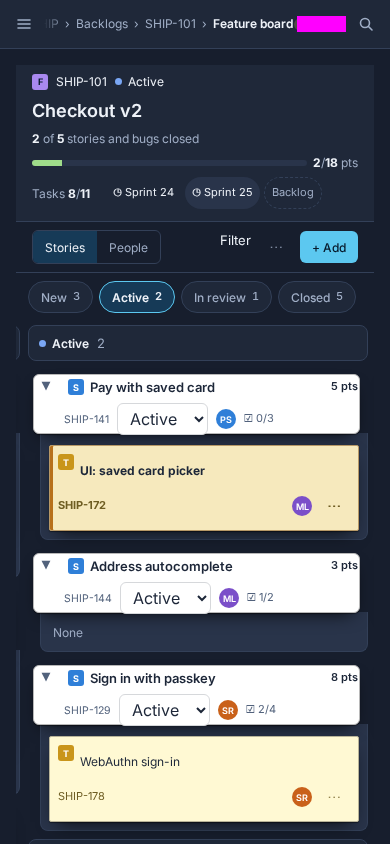 IP › Backlogs › SHIP-101 › Feature board
F SHIP-101 Active
Checkout v2
2 of 5 stories and bugs closed
2/18 pts
Tasks 8/11 Sprint 24 Sprint 25 Backlog
Stories People Filter ... + Add
New 3 Active 2 In review 1 Closed 5
Active 2
S Pay with saved card 5 pts
SHIP-141 Active PS ☑ 0/3
T UI: saved card picker
SHIP-172 ML ...
S Address autocomplete 3 pts
SHIP-144 Active ML ☑ 1/2
None
S Sign in with passkey 8 pts
SHIP-129 Active SR ☑ 2/4
T WebAuthn sign-in
SHIP-178 SR ...